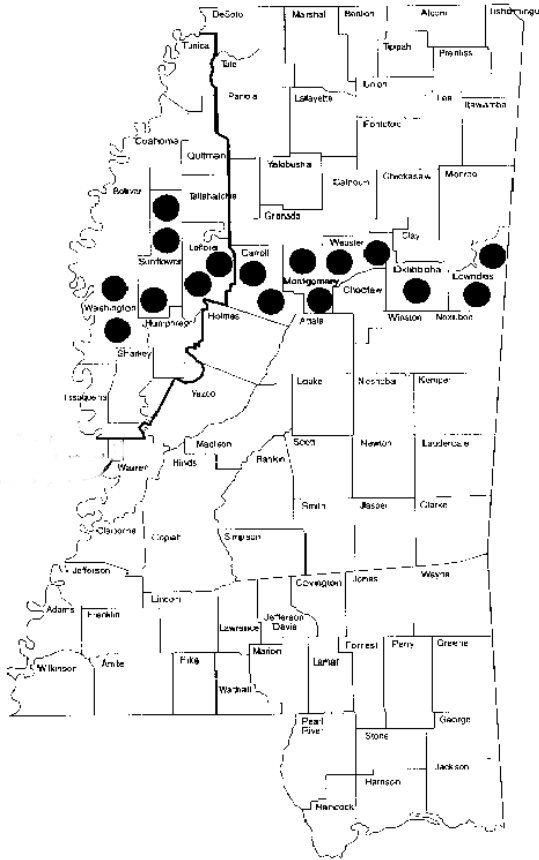 DeSoto
Marshal
Benton
Alcorn
Tishomingo
Tunica
Tippah
Prentiss
Tate
Union
Panola
Lafayette
Lee
Itawamba
Pontotoc
Coahoma
Quitman
Yalobusha
Calhoun
Chickasaw
Monroe
Bolivar
Tallahatchie
Grenada
Clay
Webster
Leflore
Carroll
Sunflower
Oktibbeha
Lowndes
Montgomery
Choctaw
Washington
Humphreys
Holmes
Attala
Winston
Noxubee
Sharkey
Leake
Neshoba
Kemper
Issaquena
Yazoo
Madison
Scott
Newton
Lauderdale
Warren
Hinds
Rankin
Smith
Jasper
Clarke
Claiborne
Copiah
Simpson
Jefferson
Covington
Jones
Wayne
Lincoln
Adams
Franklin
Jefferson
Davis
Lawrence
Wilkinson
Amite
Pike
Marion
Lamar
Forrest
Perry
Greene
Walthall
Pearl
River
George
Stone
Jackson
Harrison
Hancock